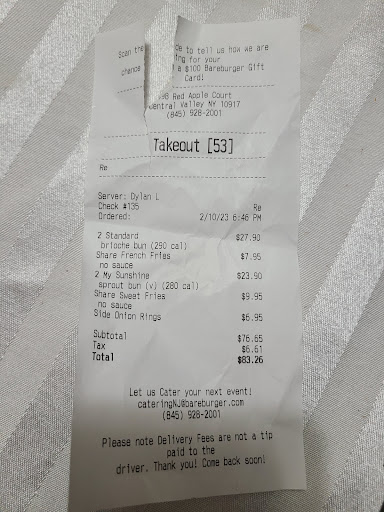 Scan the de to tell us how we are
ing for your
chance a $100 Bareburger Gift
Card!
98 Red Apple Court
Central Valley NY 10917
(845) 928-2001
Takeout [53]
Re
Server: Dylan L
Check #135 Re
Ordered: 2/10/23 6:46 PM
2 Standard $27.90
brioche bun (290 cal)
Share French Fries $7.95
no sauce
2 My Sunshine $23.90
sprout bun (v) (280 cal)
Share Sweet Fries $9.95
no sauce
Side Onion Rings $6.95
Subtotal $76.65
Tax $6.61
Total $83.26
Let us Cater your next event!
cateringNJ@bareburger.com
(845) 928-2001
Please note Delivery Fees are not a tip
paid to the
driver. Thank you! Come back soon!